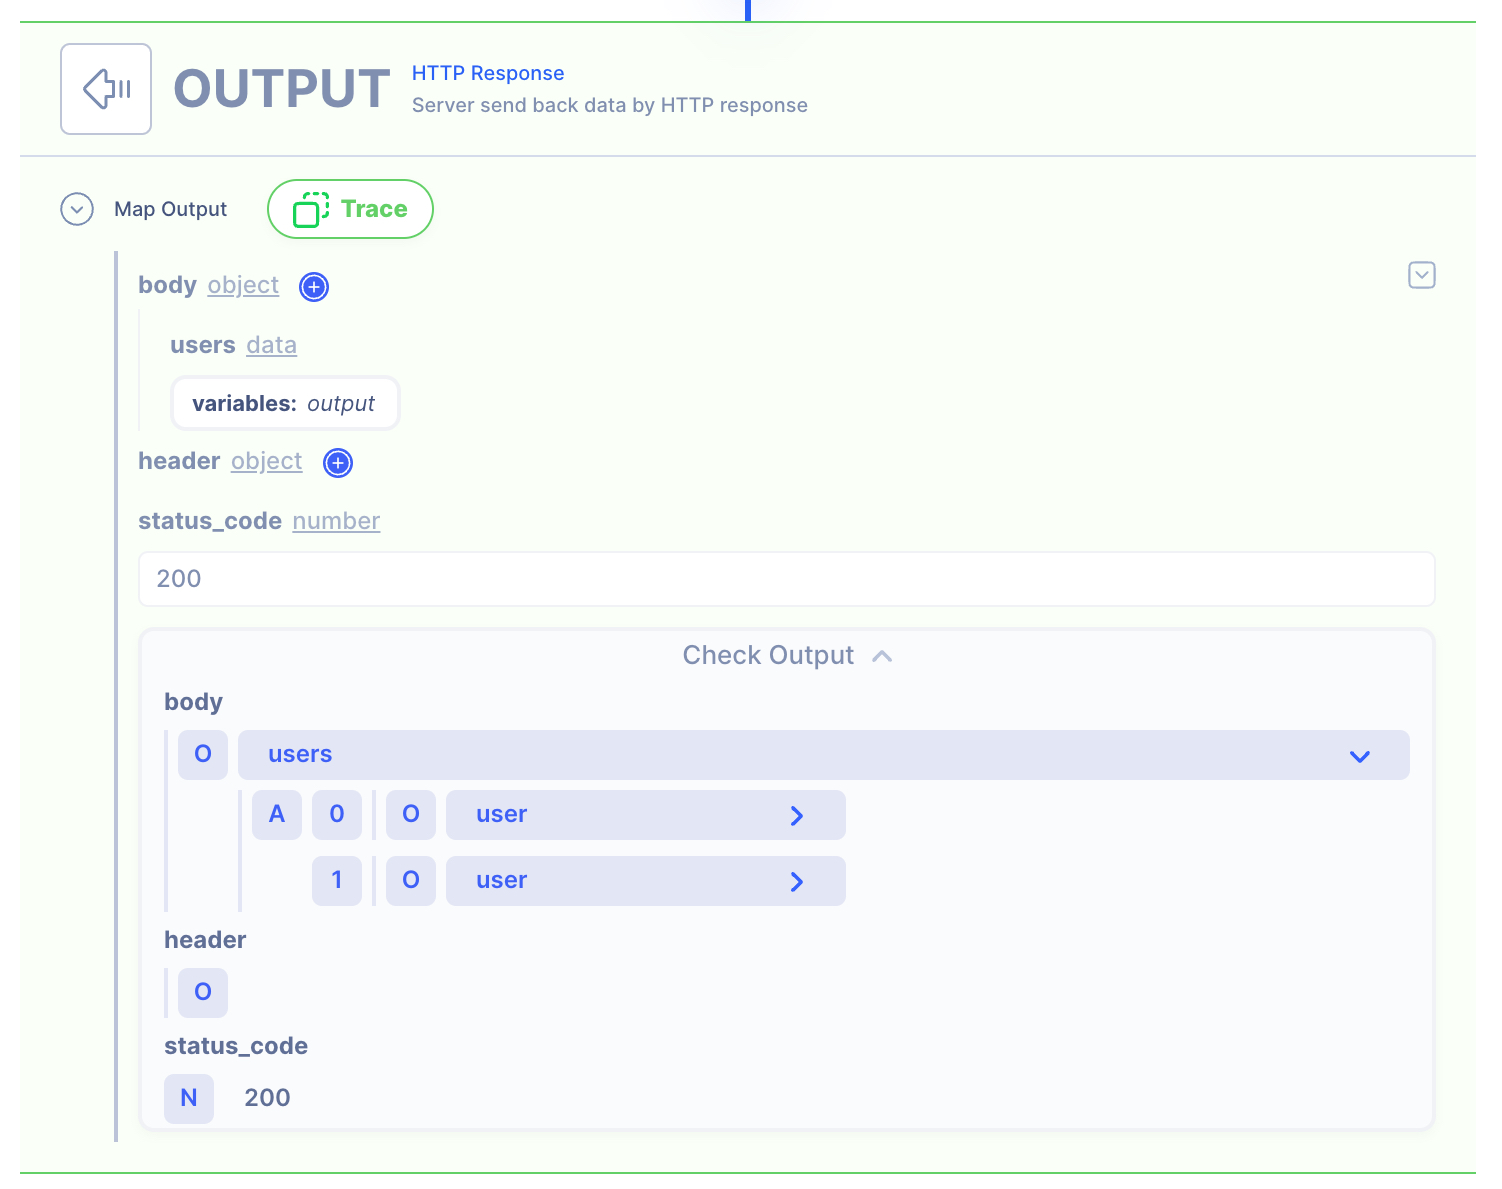 OUTPUT
HTTP Response
Server send back data by HTTP response
Map Output
Trace
body object
users data
variables: output
header object
status_code number
200
Check Output
body
O users
A 0 O user
1 O user
header
O
status_code
N 200